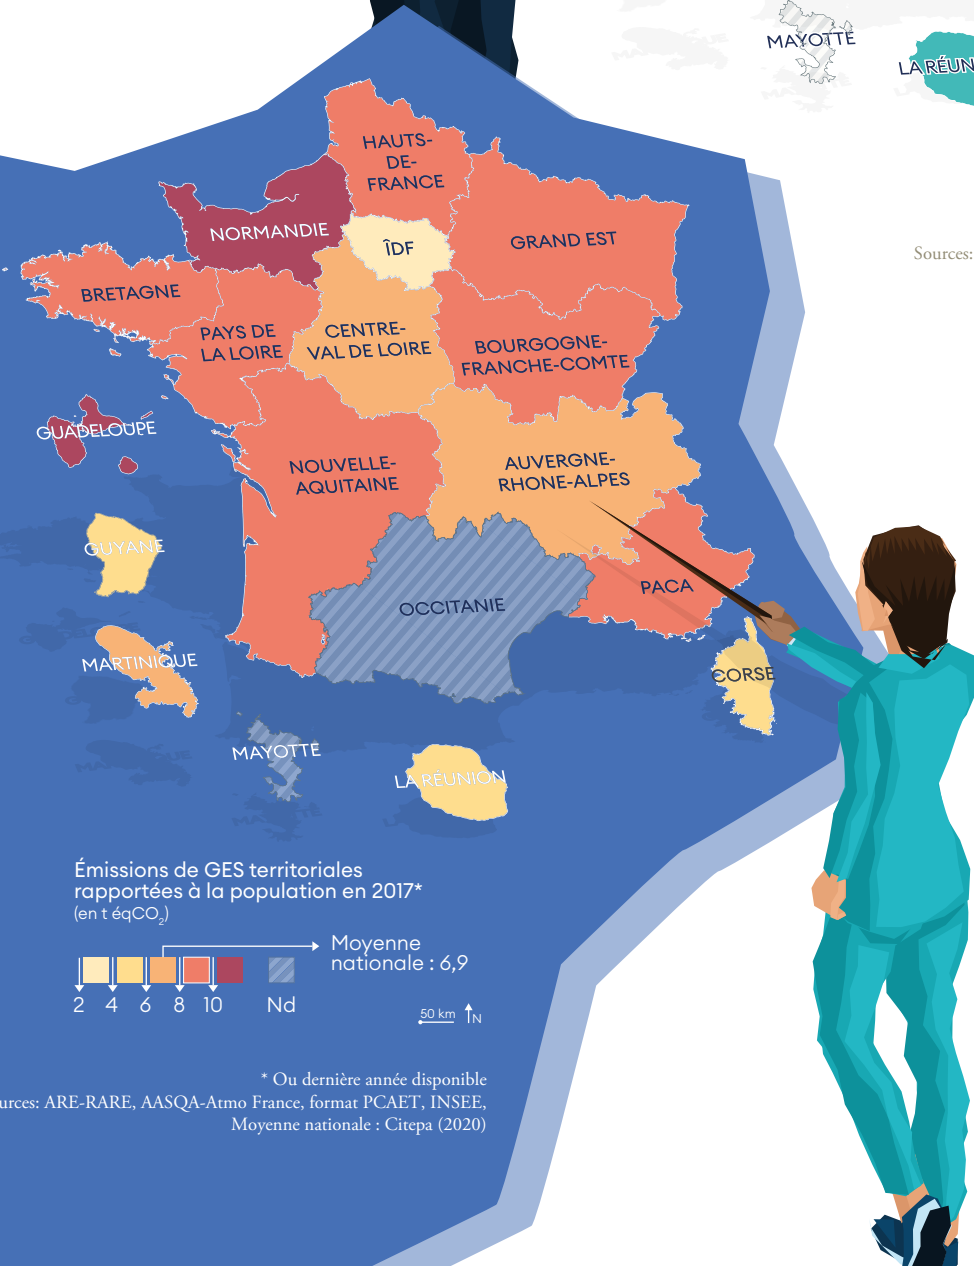 MAYOTTE
LA RÉUN
HAUTS-
DE-
FRANCE
NORMANDIE
ÎDF
GRAND EST
Sources:
BRETAGNE
PAYS DE
LA LOIRE
CENTRE-
VAL DE LOIRE
BOURGOGNE-
FRANCHE-COMTE
GUADELOUPE
NOUVELLE-
AQUITAINE
AUVERGNE-
RHONE-ALPES
GUYANE
PACA
OCCITANIE
MARTINIQUE
CORSE
MAYOTTE
LA RÉUNION
Émissions de GES territoriales
rapportées à la population en 2017*
(en t éqCO2)
Moyenne
nationale : 6,9
2 4 6 8 10 Nd
50 km N
* Ou dernière année disponible
urces: ARE-RARE, AASQA-Atmo France, format PCAET, INSEE,
Moyenne nationale : Citepa (2020)